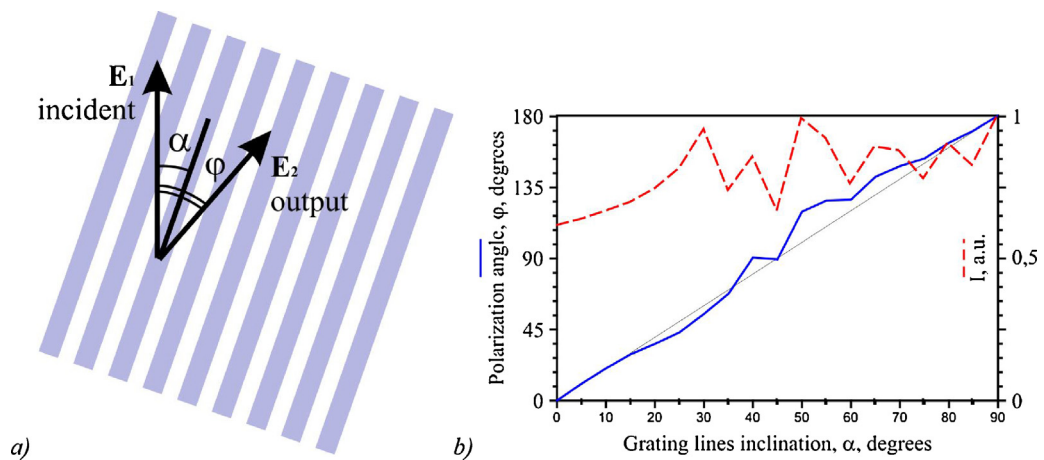 E₁
incident
α
φ
E₂
output
a)
180
135
90
45
0
Polarization angle, φ, degrees
1
0,5
0
I, a.u.
0 10 20 30 40 50 60 70 80 90
Grating lines inclination, α, degrees
b)